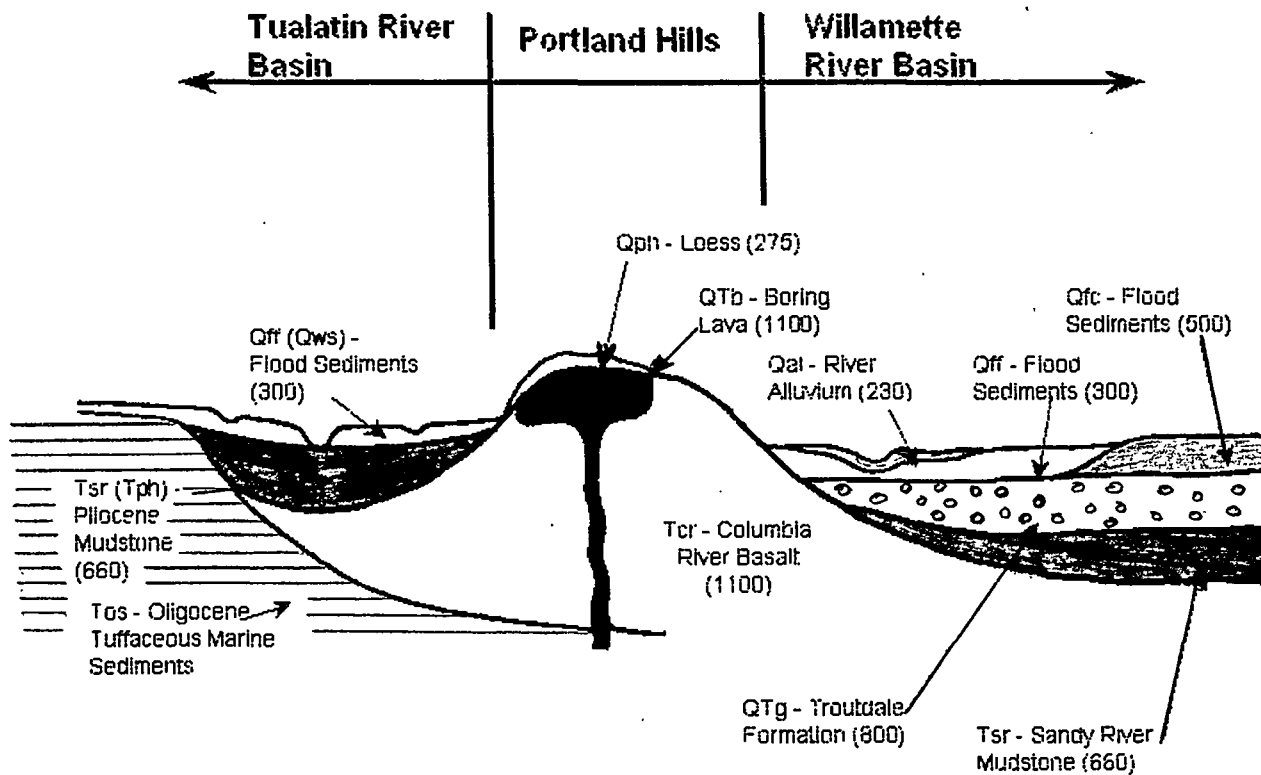 Tualatin River
Basin
Portland Hills
Willamette
River Basin
Qph - Loess (275)
QTb - Boring
Lava (1100)
Qfc - Flood
Sediments (500)
Qff (Qws) -
Flood Sediments
(300)
Qal - River
Alluvium (230)
Qff - Flood
Sediments (300)
Tsr (Tph) -
Pliocene
Mudstone
(660)
Tcr - Columbia
River Basalt
(1100)
Tos - Oligocene
Tuffaceous Marine
Sediments
QTg - Troutdale
Formation (800)
Tsr - Sandy River
Mudstone (660)